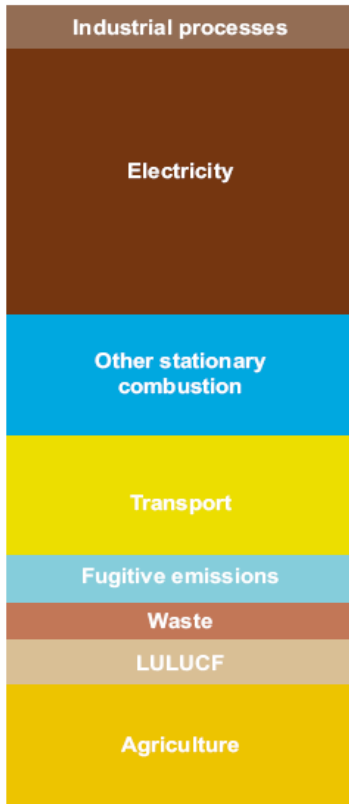 Industrial processes
Electricity
Other stationary
combustion
Transport
Fugitive emissions
Waste
LULUCF
Agriculture